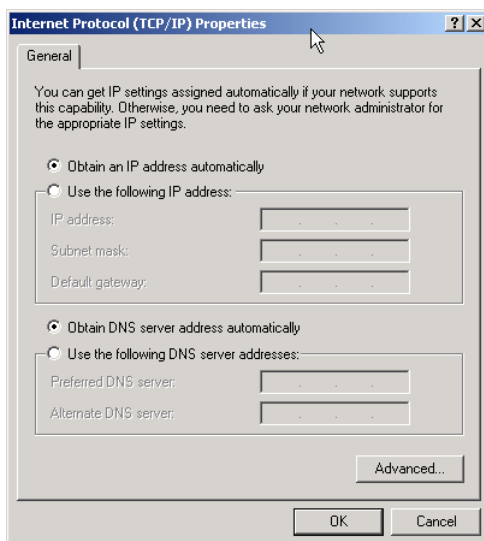 Internet Protocol (TCP/IP) Properties
General
You can get IP settings assigned automatically if your network supports
this capability. Otherwise, you need to ask your network administrator for
the appropriate IP settings.
Obtain an IP address automatically
Use the following IP address:
IP address:
Subnet mask:
Default gateway:
Obtain DNS server address automatically
Use the following DNS server addresses:
Preferred DNS server:
Alternate DNS server:
Advanced...
OK Cancel